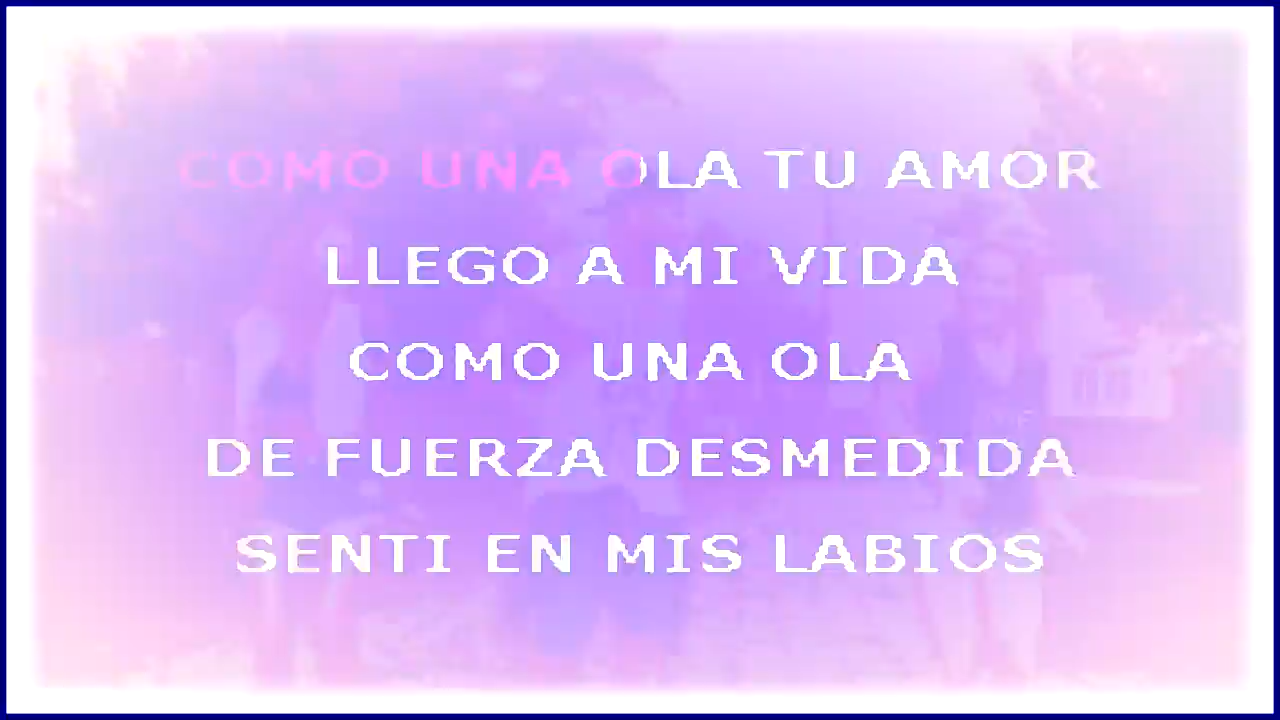 COMO UNA OLA TU AMOR
LLEGO A MI VIDA
COMO UNA OLA
DE FUERZA DESMEDIDA
SENTI EN MIS LABIOS